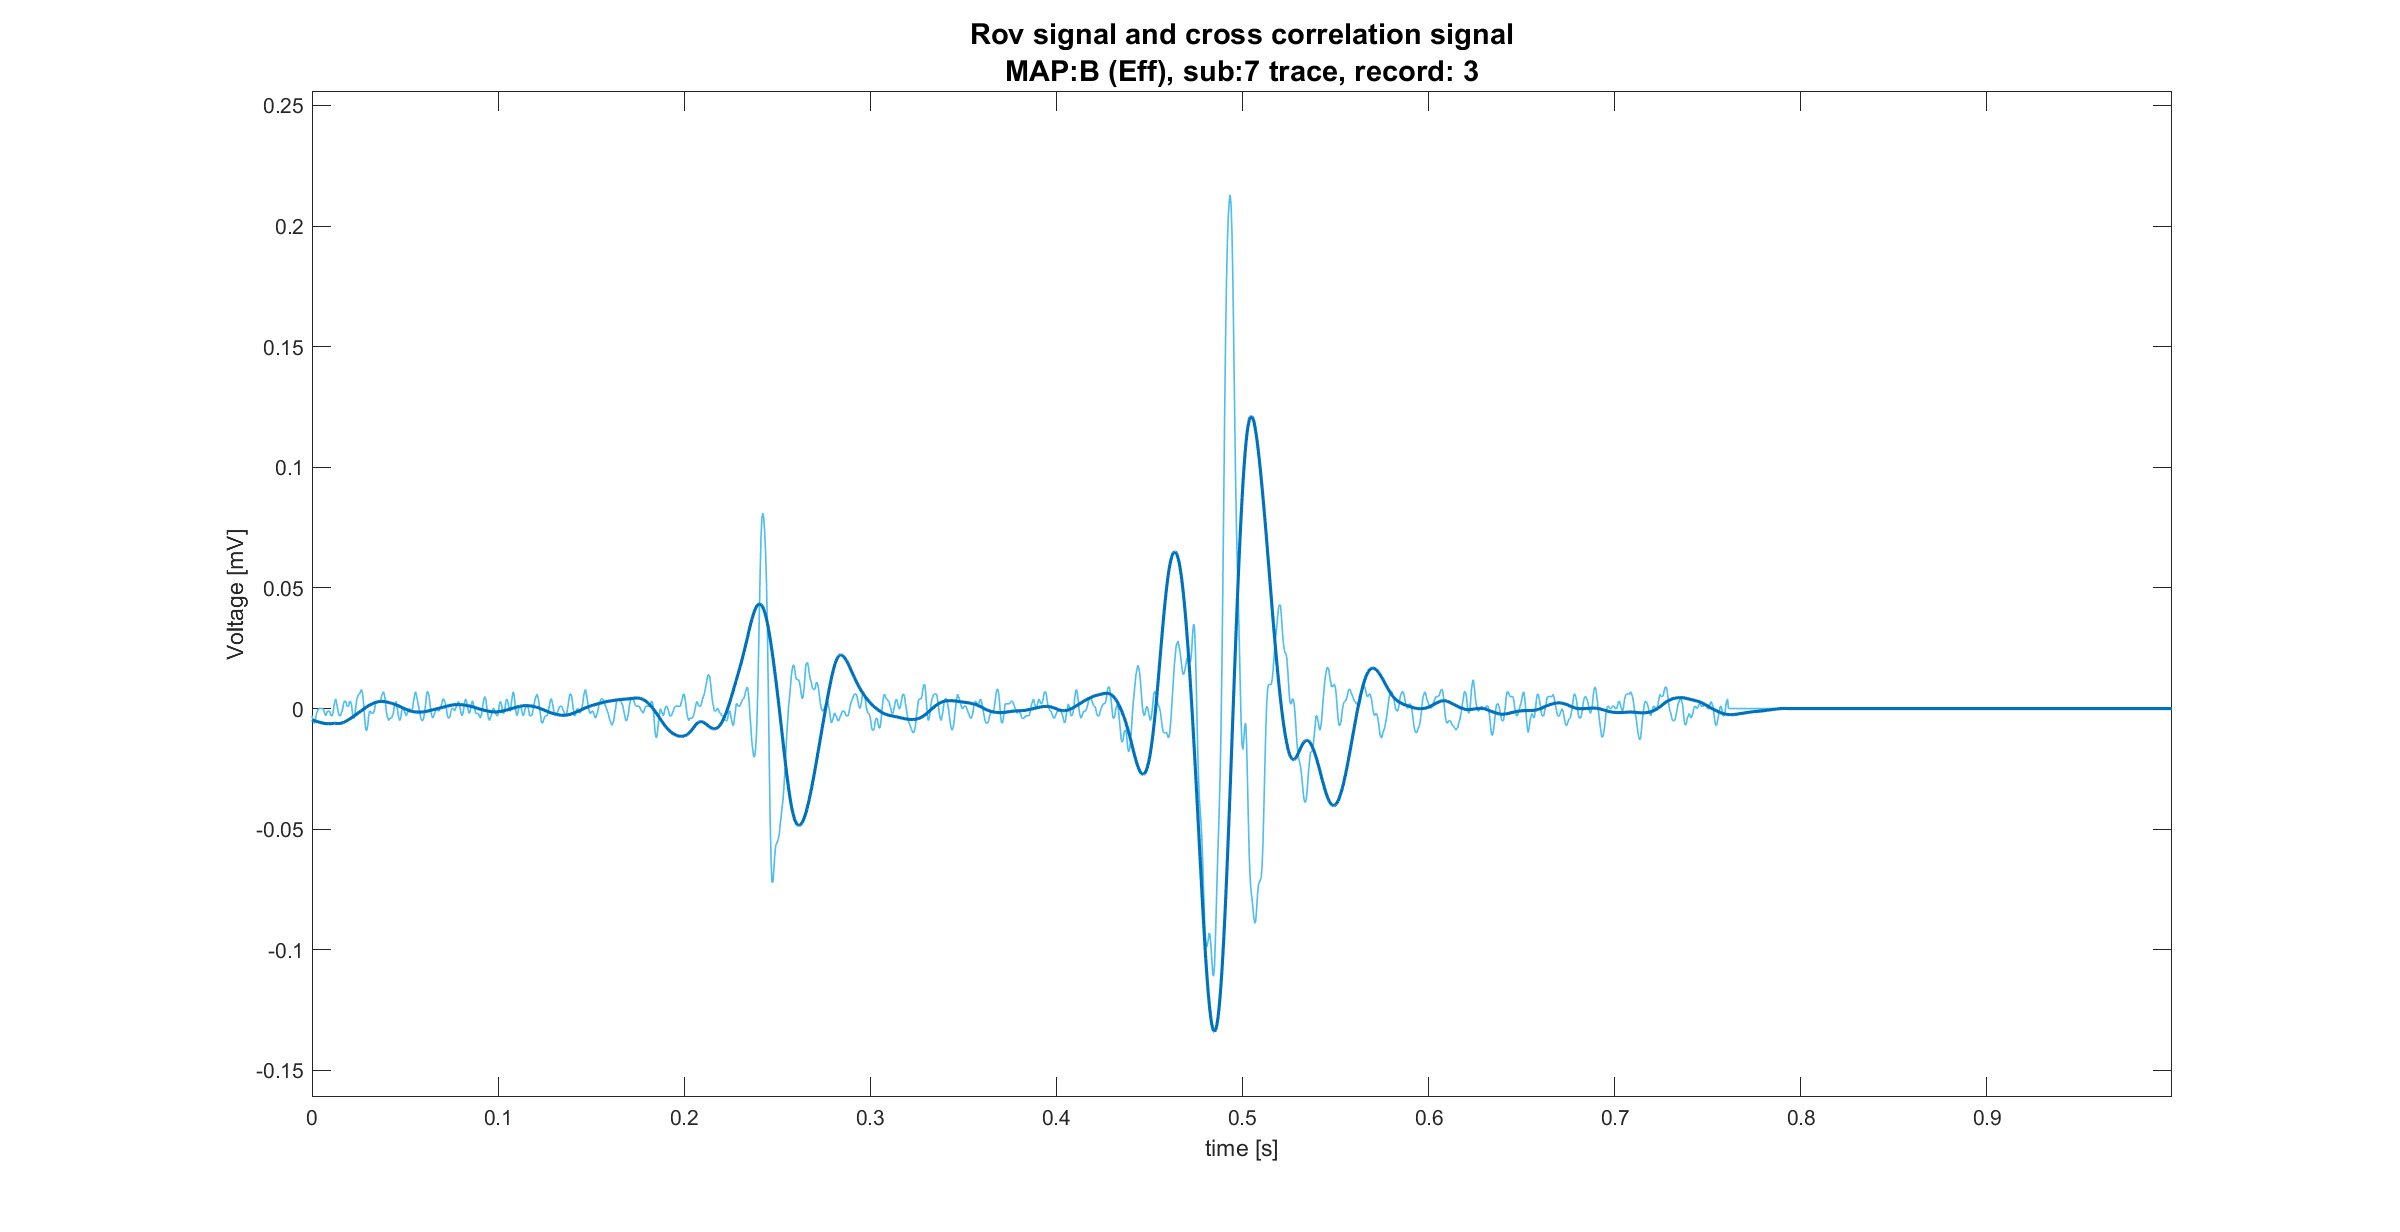 Rov signal and cross correlation signal
MAP:B (Eff), sub:7 trace, record: 3
0.25
0.2
0.15
0.1
0.05
0
-0.05
-0.1
-0.15
Voltage [mV]
0 0.1 0.2 0.3 0.4 0.5 0.6 0.7 0.8 0.9
time [s]